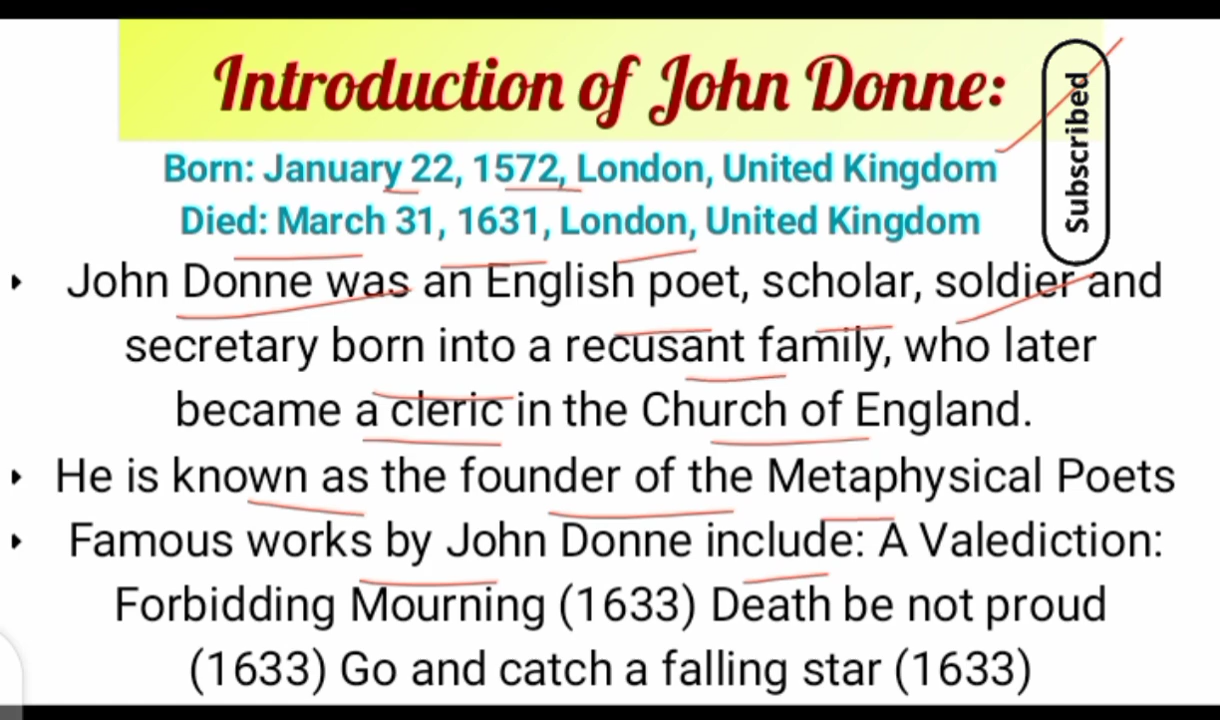 Introduction of John Donne:
Subscribed
Born: January 22, 1572, London, United Kingdom
Died: March 31, 1631, London, United Kingdom
‣ John Donne was an English poet, scholar, soldier and
secretary born into a recusant family, who later
became a cleric in the Church of England.
‣ He is known as the founder of the Metaphysical Poets
‣ Famous works by John Donne include: A Valediction:
Forbidding Mourning (1633) Death be not proud
(1633) Go and catch a falling star (1633)